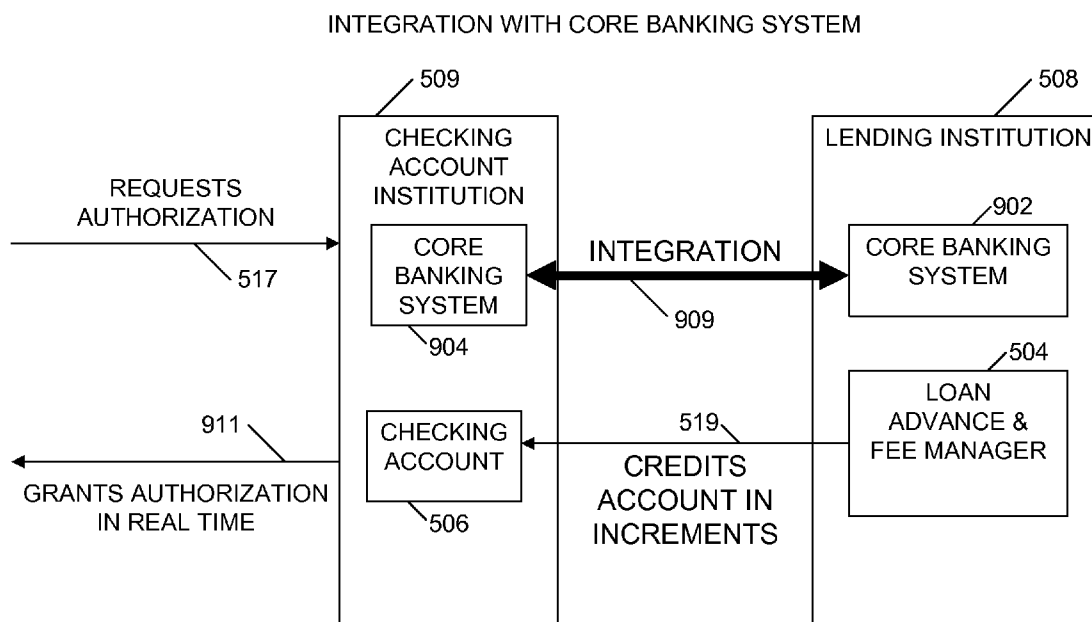 INTEGRATION WITH CORE BANKING SYSTEM
509
508
CHECKING
ACCOUNT
INSTITUTION
LENDING INSTITUTION
REQUESTS
AUTHORIZATION
517
CORE
BANKING
SYSTEM
904
INTEGRATION
909
902
CORE BANKING
SYSTEM
504
LOAN
ADVANCE &
FEE MANAGER
911
GRANTS AUTHORIZATION
IN REAL TIME
CHECKING
ACCOUNT
506
519
CREDITS
ACCOUNT IN
INCREMENTS